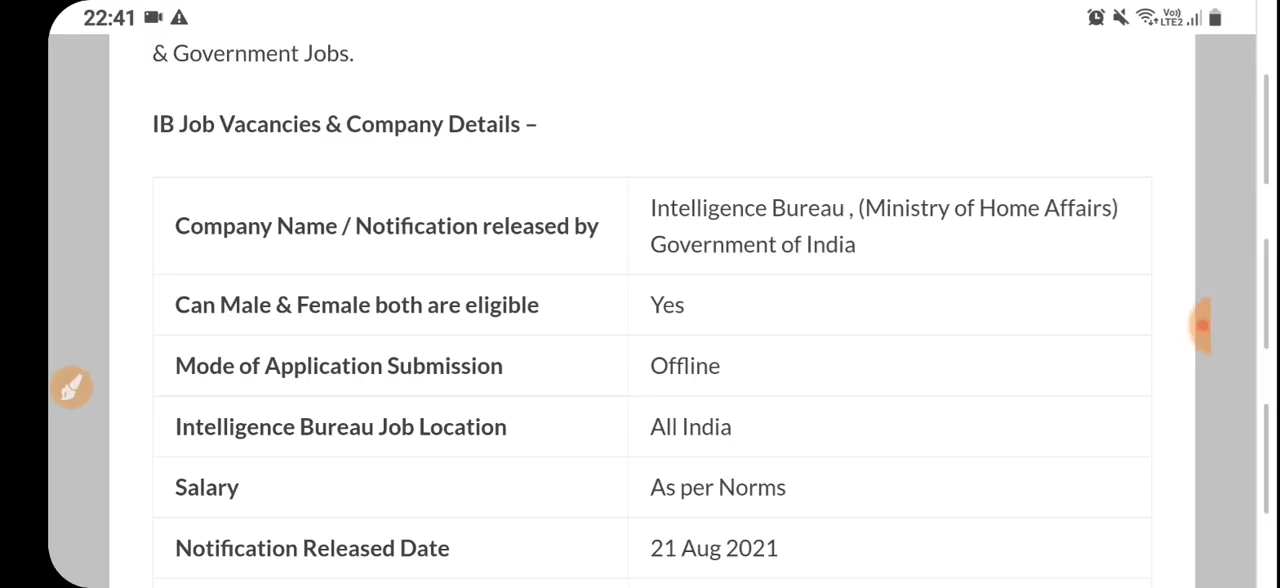 22:41
Vo))
LTE2
& Government Jobs.
IB Job Vacancies & Company Details –
Company Name / Notification released by
Intelligence Bureau , (Ministry of Home Affairs)
Government of India
Can Male & Female both are eligible
Yes
Mode of Application Submission
Offline
Intelligence Bureau Job Location
All India
Salary
As per Norms
Notification Released Date
21 Aug 2021